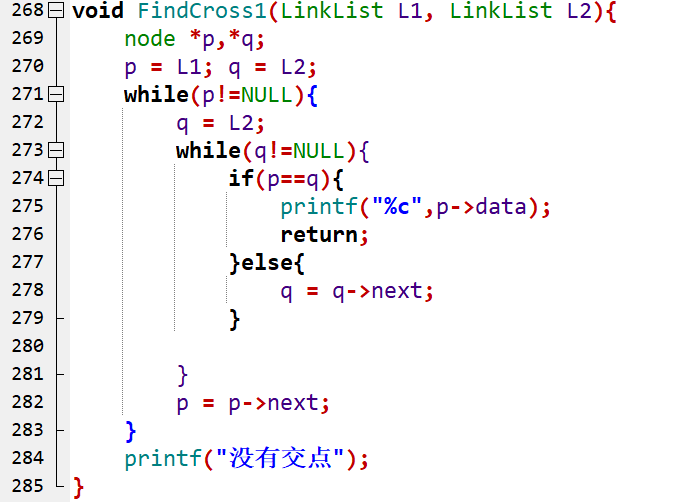 268 void FindCross1(LinkList L1, LinkList L2){
269     node *p,*q;
270     p = L1; q = L2;
271     while(p!=NULL){
272         q = L2;
273         while(q!=NULL){
274             if(p==q){
275                 printf("%c",p->data);
276                 return;
277             }else{
278                 q = q->next;
279             }
280
281         }
282         p = p->next;
283     }
284     printf("没有交点");
285 }